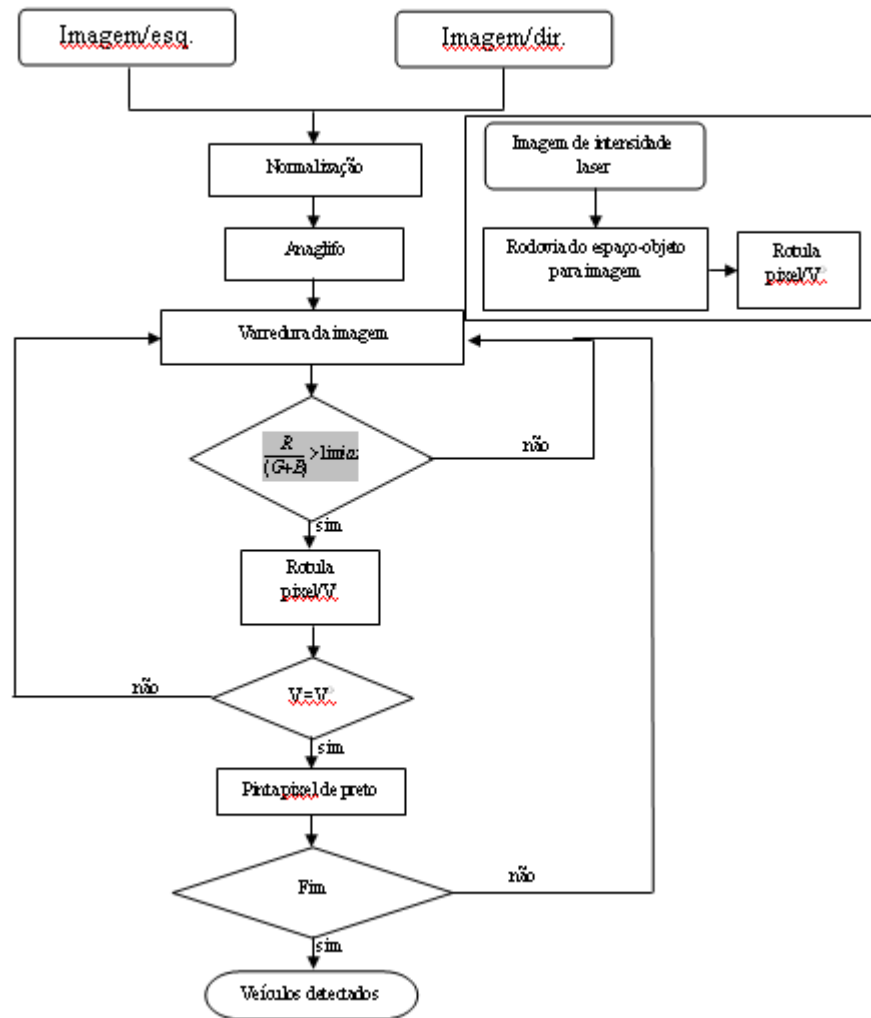 Imagem/esq.
Imagem/dir.
Normalização
Anaglifo
Imagem de intensidade
laser
Rodovia do espaço-objeto
para imagem
Rotula
pixel/V'
Varredura da imagem
R
(G+B) >limia
não
sim
Rotula
pixel/V
não
V=V'
sim
Pinta pixel de preto
Fim
não
sim
Veículos detectados